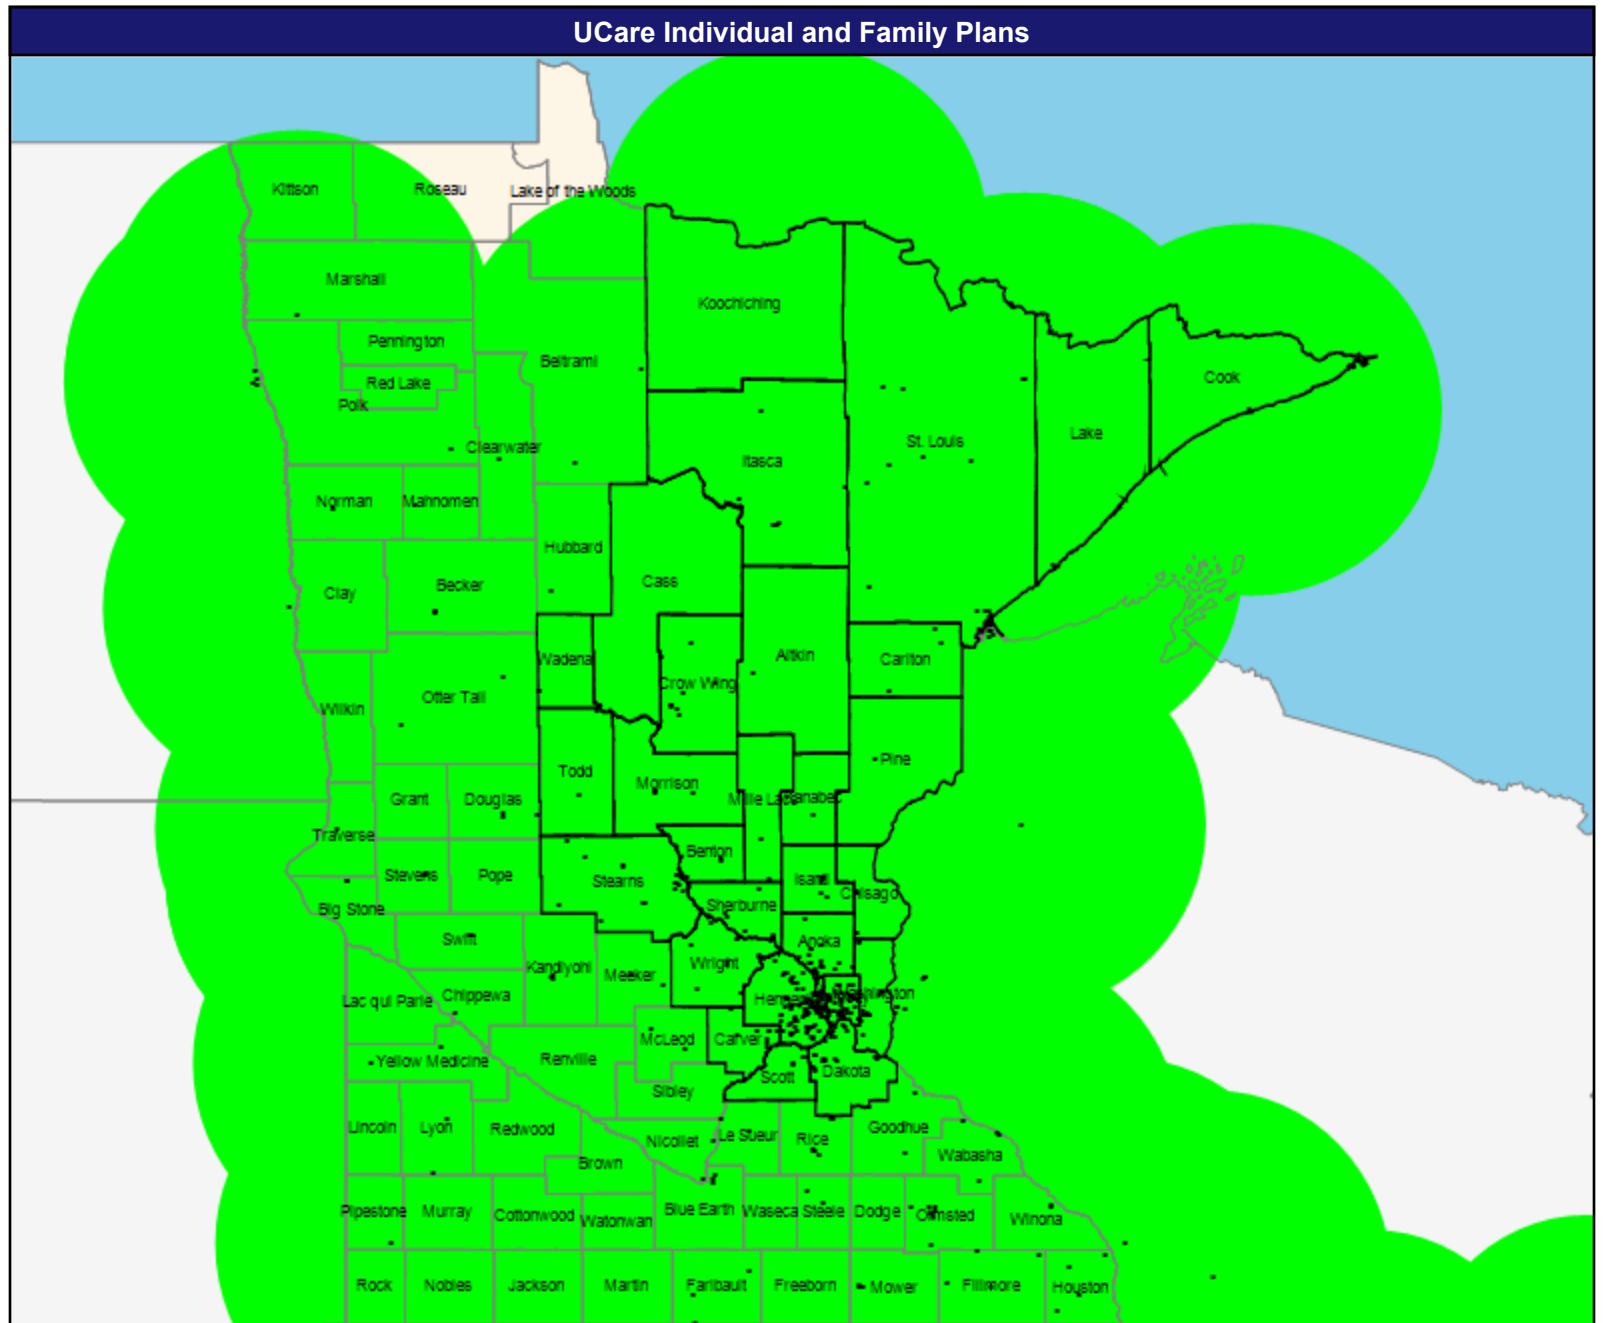 UCare Individual and Family Plans
Kittson
Roseau
Lake of the Woods
Marshall
Koochiching
Pennington
Beltrami
Red Lake
Cook
Polk
Lake
St. Louis
Clearwater
Itasca
Norman
Mahnomen
Hubbard
Cass
Becker
Clay
Wadena
Aitkin
Carlton
Crow Wing
Otter Tail
Wilkin
Pine
Todd
Morrison
Grant
Douglas
Mille Lacs
Kanabec
Traverse
Benton
Stevens
Pope
Stearns
Isanti
Chisago
Sherburne
Big Stone
Swift
Anoka
Wright
Kandiyohi
Meeker
Chippewa
Lac qui Parle
Hennepin
Washington
McLeod
Carver
Yellow Medicine
Renville
Dakota
Scott
Sibley
Lincoln
Lyon
Redwood
Goodhue
Le Sueur
Rice
Nicollet
Wabasha
Brown
Pipestone
Murray
Cottonwood
Watonwan
Blue Earth
Waseca
Steele
Dodge
Olmsted
Winona
Rock
Nobles
Jackson
Martin
Faribault
Freeborn
Mower
Fillmore
Houston